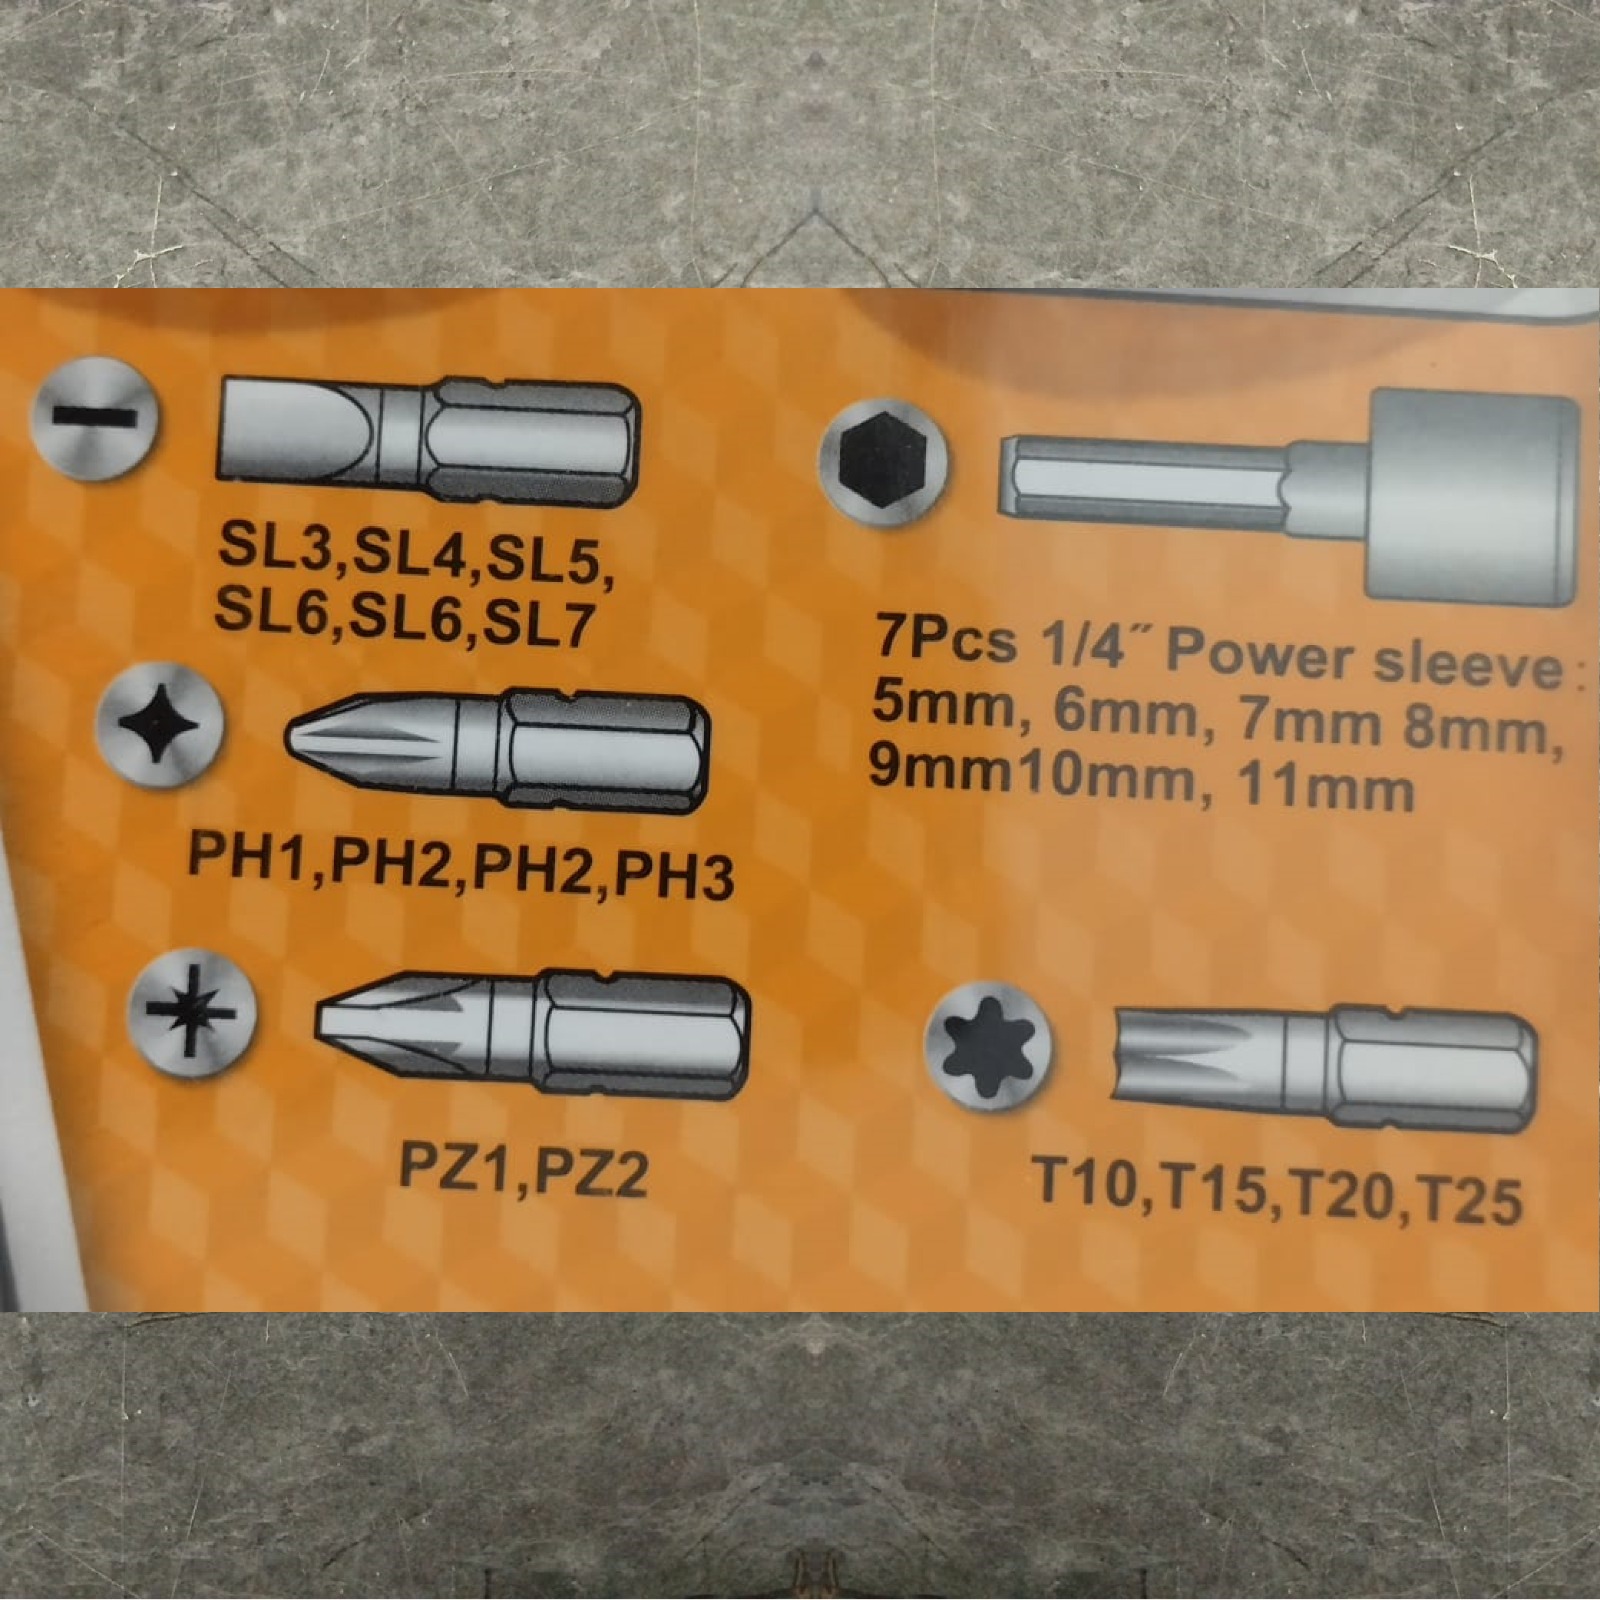 SL3,SL4,SL5,
SL6,SL6,SL7
PH1,PH2,PH2,PH3
PZ1,PZ2
7Pcs 1/4″ Power sleeve:
5mm, 6mm, 7mm 8mm,
9mm10mm, 11mm
T10,T15,T20,T25